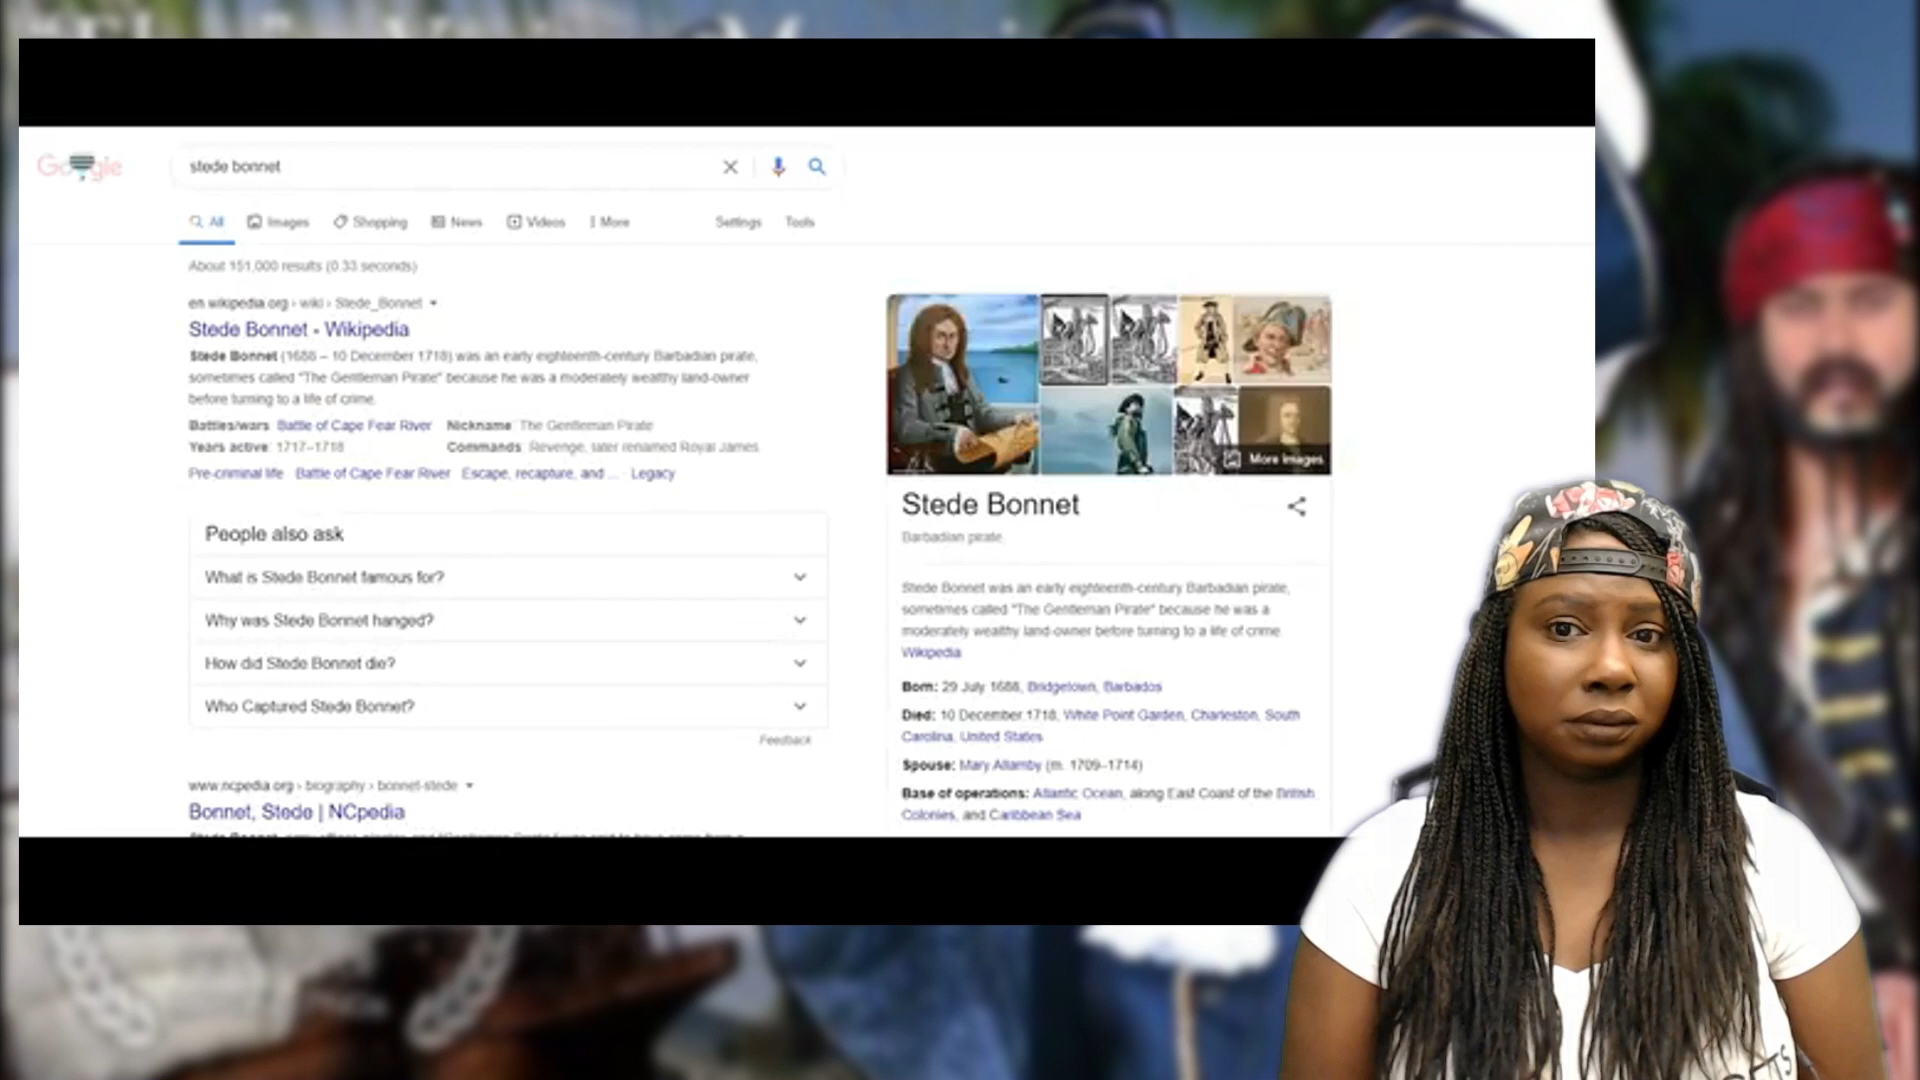 Google
stede bonnet
All Images Shopping News Videos More Settings Tools
About 151,000 results (0.33 seconds)
en.wikipedia.org › wiki › Stede_Bonnet
Stede Bonnet - Wikipedia
Stede Bonnet (1688 – 10 December 1718) was an early eighteenth-century Barbadian pirate,
sometimes called "The Gentleman Pirate" because he was a moderately wealthy land-owner
before turning to a life of crime.
Battles/wars: Battle of Cape Fear River Nickname: The Gentleman Pirate
Years active: 1717–1718 Commands: Revenge, later renamed Royal James
Pre-criminal life · Battle of Cape Fear River · Escape, recapture, and ... · Legacy
People also ask
What is Stede Bonnet famous for?
Why was Stede Bonnet hanged?
How did Stede Bonnet die?
Who Captured Stede Bonnet?
Feedback
www.ncpedia.org › biography › bonnet-stede
Bonnet, Stede | NCpedia
More images
Stede Bonnet
Barbadian pirate
Stede Bonnet was an early eighteenth-century Barbadian pirate,
sometimes called "The Gentleman Pirate" because he was a
moderately wealthy land-owner before turning to a life of crime.
Wikipedia
Born: 29 July 1688, Bridgetown, Barbados
Died: 10 December 1718, White Point Garden, Charleston, South
Carolina, United States
Spouse: Mary Allamby (m. 1709–1714)
Base of operations: Atlantic Ocean, along East Coast of the British
Colonies, and Caribbean Sea